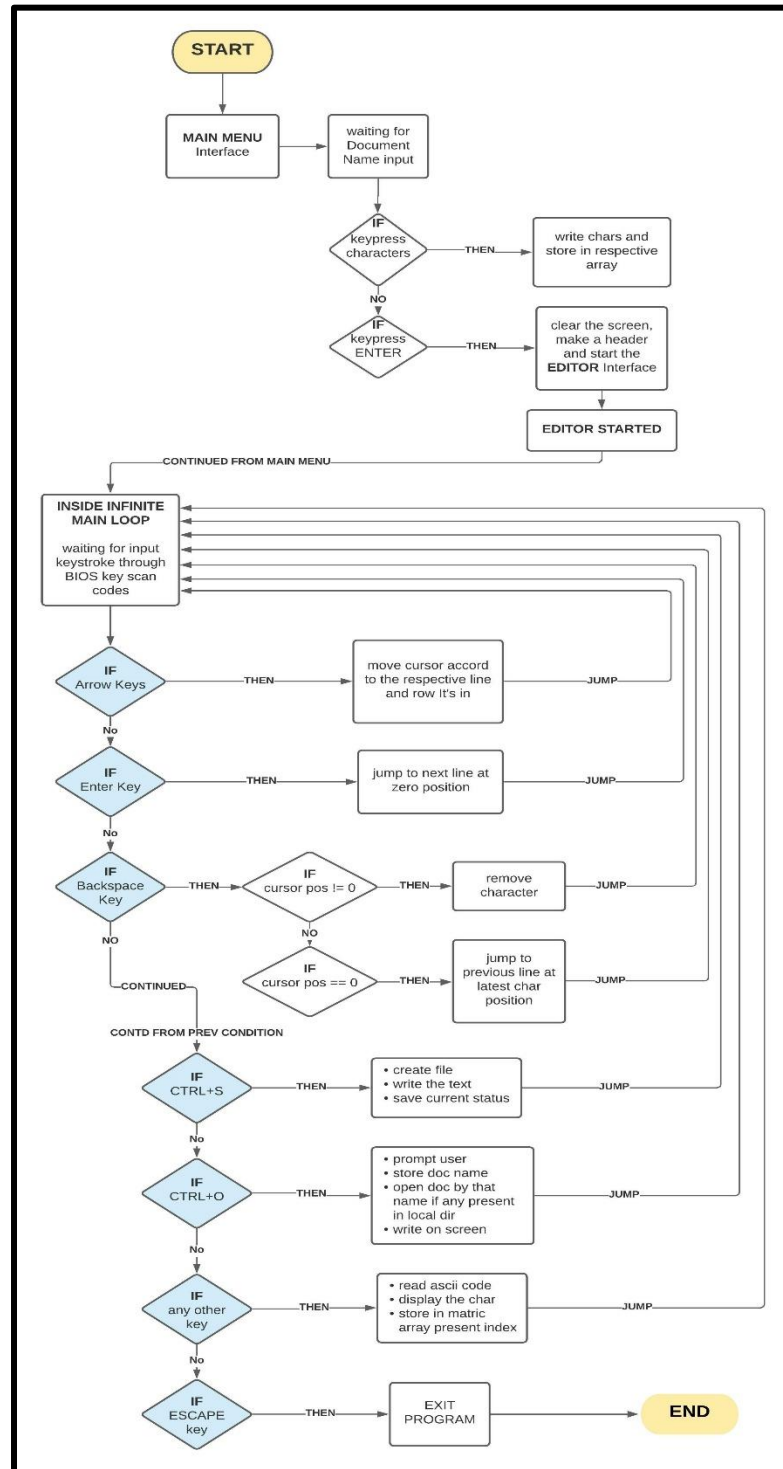 START
MAIN MENU
Interface
waiting for
Document
Name input
IF
keypress
characters
THEN
write chars and
store in respective
array
NO
IF
keypress
ENTER
THEN
clear the screen,
make a header
and start the
EDITOR Interface
EDITOR STARTED
CONTINUED FROM MAIN MENU
INSIDE INFINITE
MAIN LOOP
waiting for input
keystroke through
BIOS key scan
codes
IF
Arrow Keys
THEN
move cursor accord
to the respective line
and row It's in
JUMP
No
IF
Enter Key
THEN
jump to next line at
zero position
JUMP
No
IF
Backspace
Key
THEN
IF
cursor pos != 0
THEN
remove
character
JUMP
NO
NO
IF
cursor pos == 0
THEN
jump to
previous line at
latest char
position
JUMP
CONTINUED
CONTD FROM PREV CONDITION
IF
CTRL+S
THEN
• create file
• write the text
• save current status
JUMP
No
IF
CTRL+O
THEN
• prompt user
• store doc name
• open doc by that
name if any present
in local dir
• write on screen
JUMP
No
IF
any other
key
THEN
• read ascii code
• display the char
• store in matric
array present index
JUMP
No
IF
ESCAPE
key
THEN
EXIT
PROGRAM
END